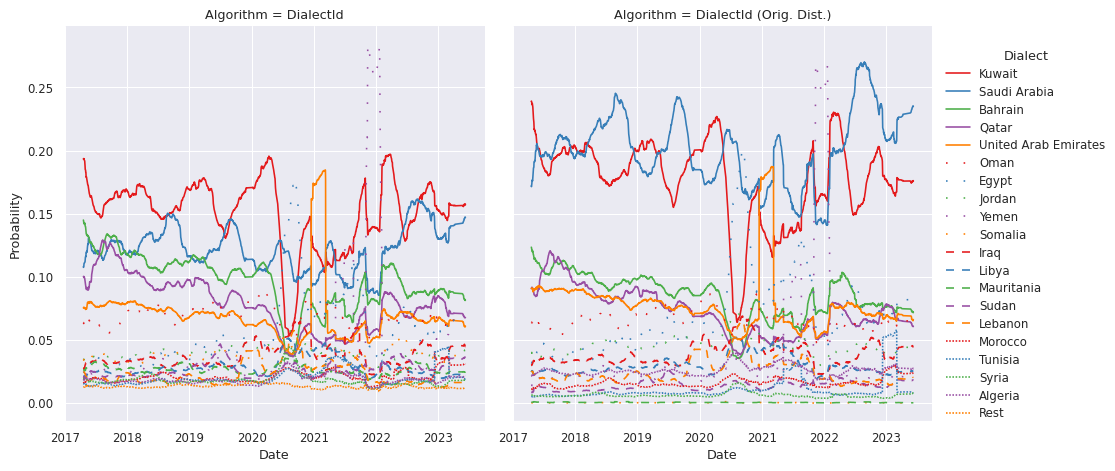 Algorithm = DialectId
Algorithm = DialectId (Orig. Dist.)
Probability
0.25
0.20
0.15
0.10
0.05
0.00
2017 2018 2019 2020 2021 2022 2023
Date
2017 2018 2019 2020 2021 2022 2023
Date
Dialect
Kuwait
Saudi Arabia
Bahrain
Qatar
United Arab Emirates
Oman
Egypt
Jordan
Yemen
Somalia
Iraq
Libya
Mauritania
Sudan
Lebanon
Morocco
Tunisia
Syria
Algeria
Rest